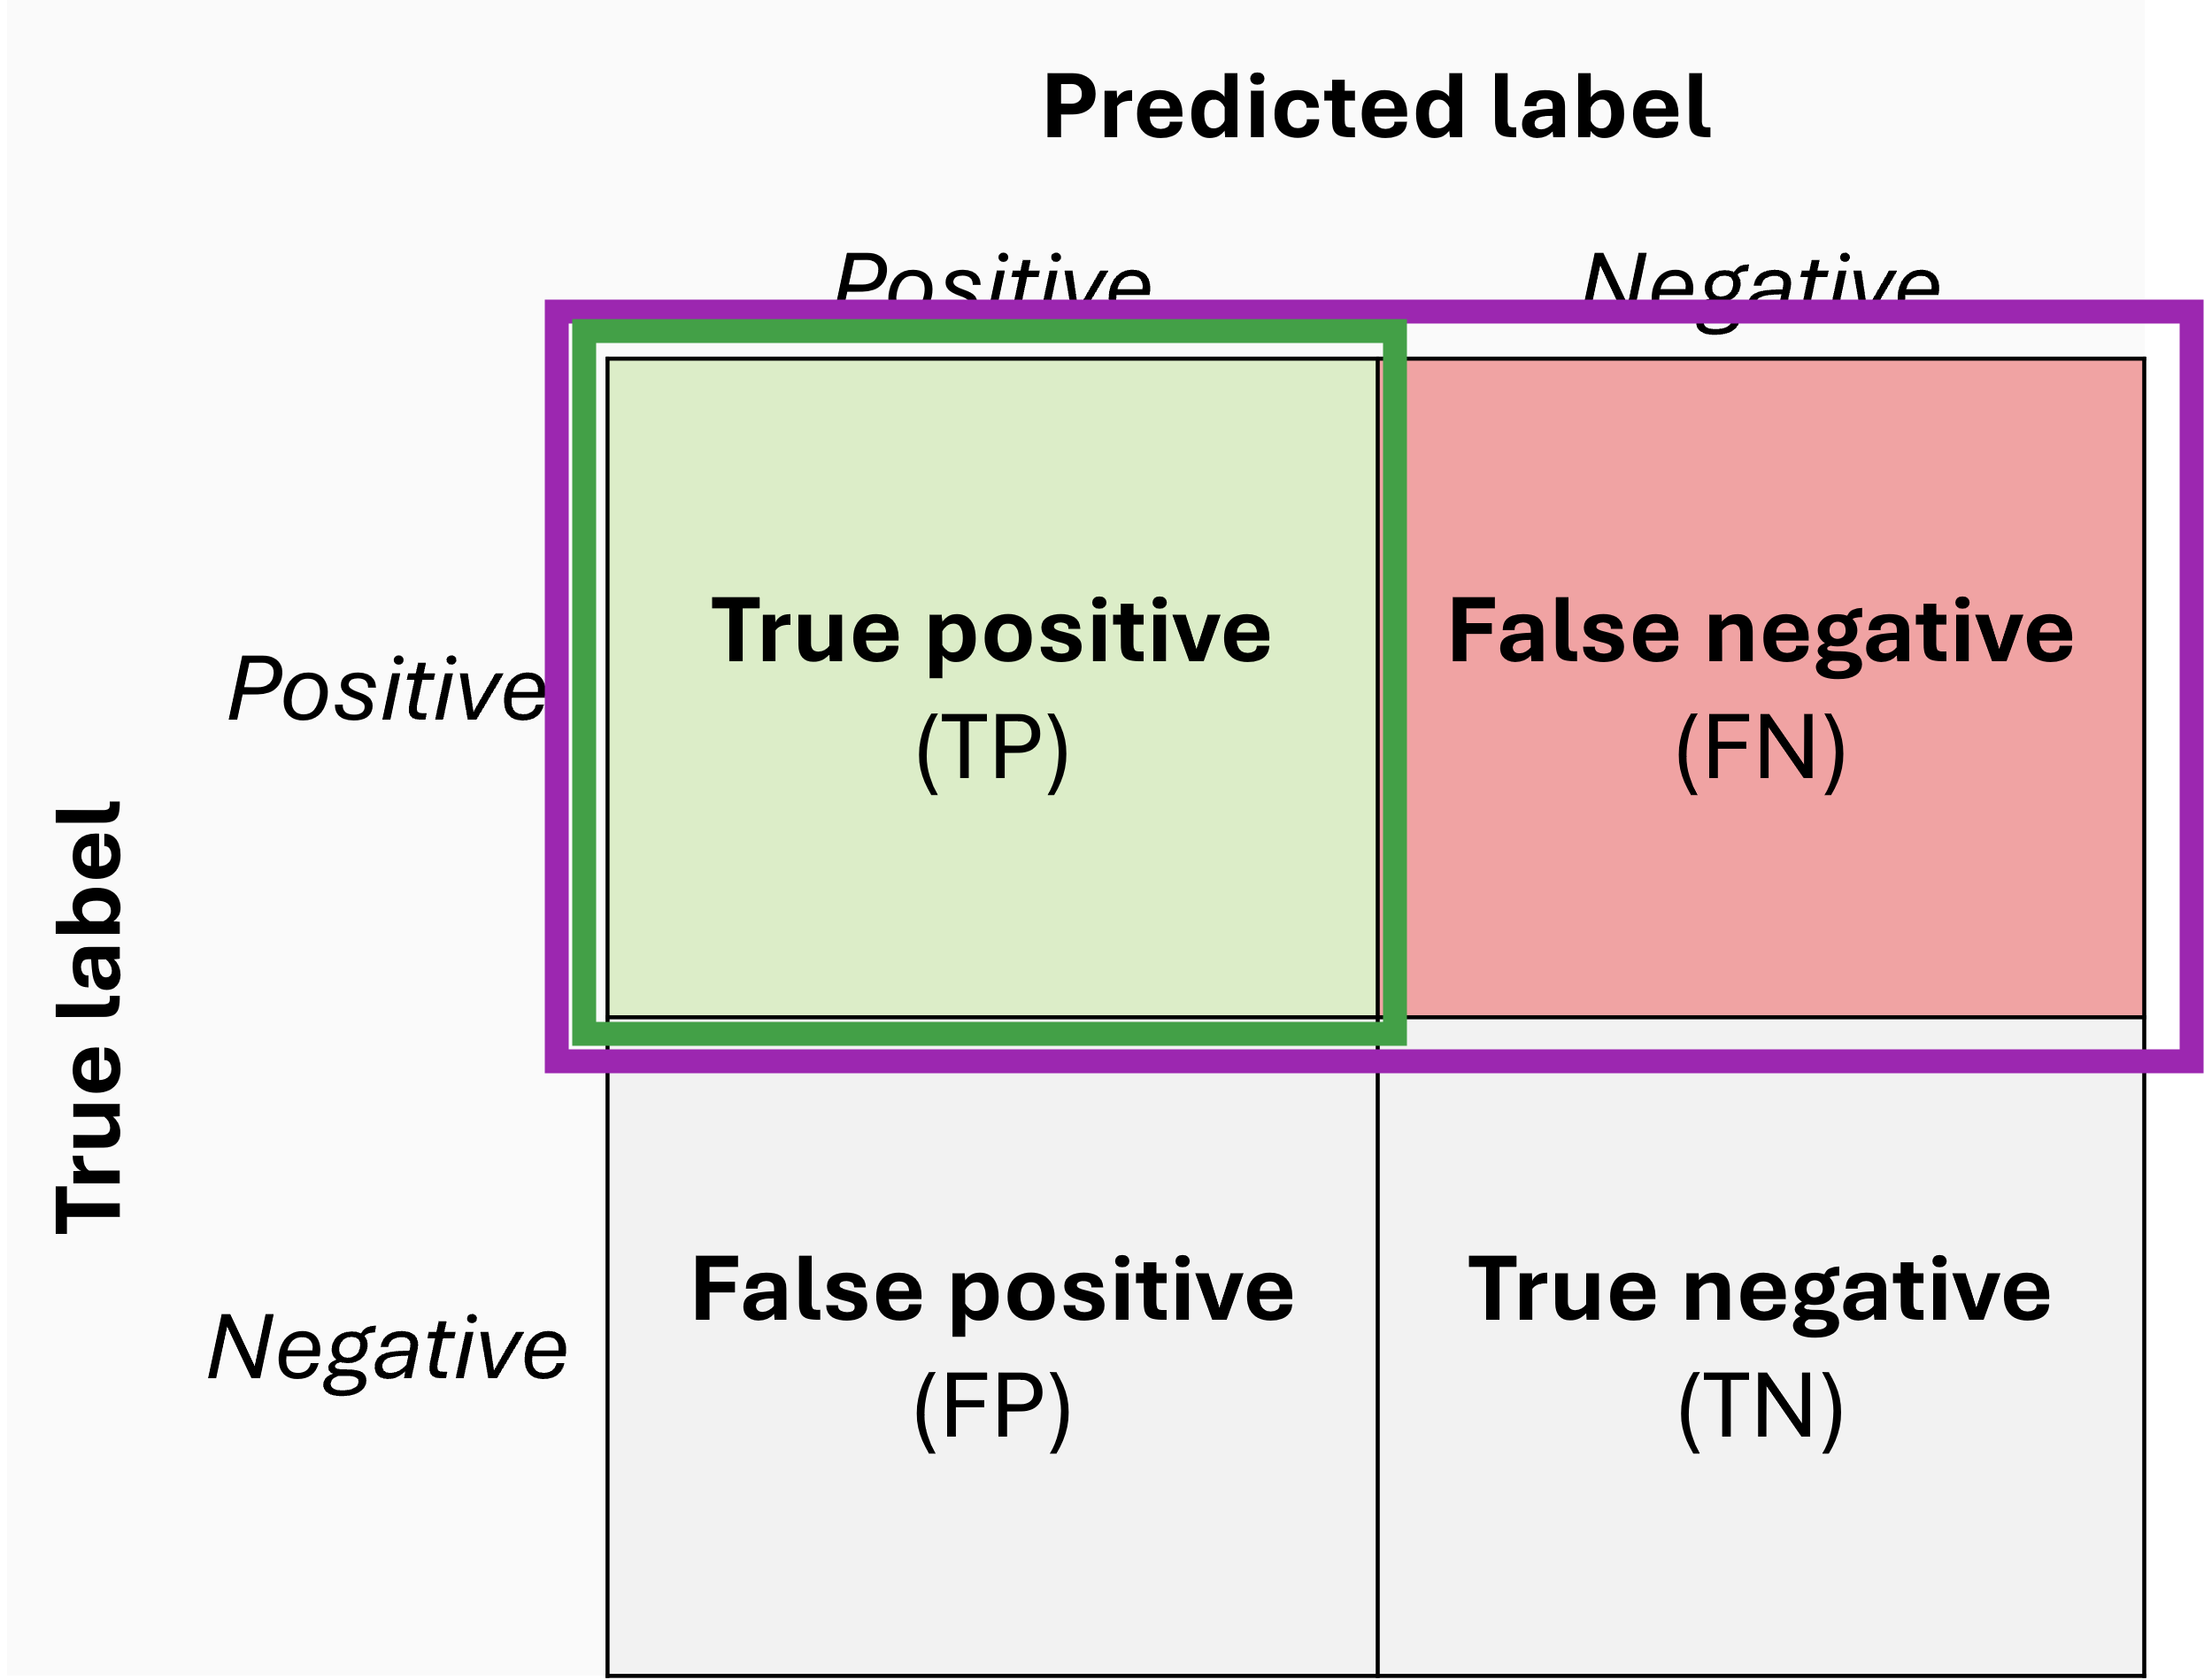 Predicted label
Positive
Negative
True label
Positive
True positive
(TP)
False negative
(FN)
Negative
False positive
(FP)
True negative
(TN)